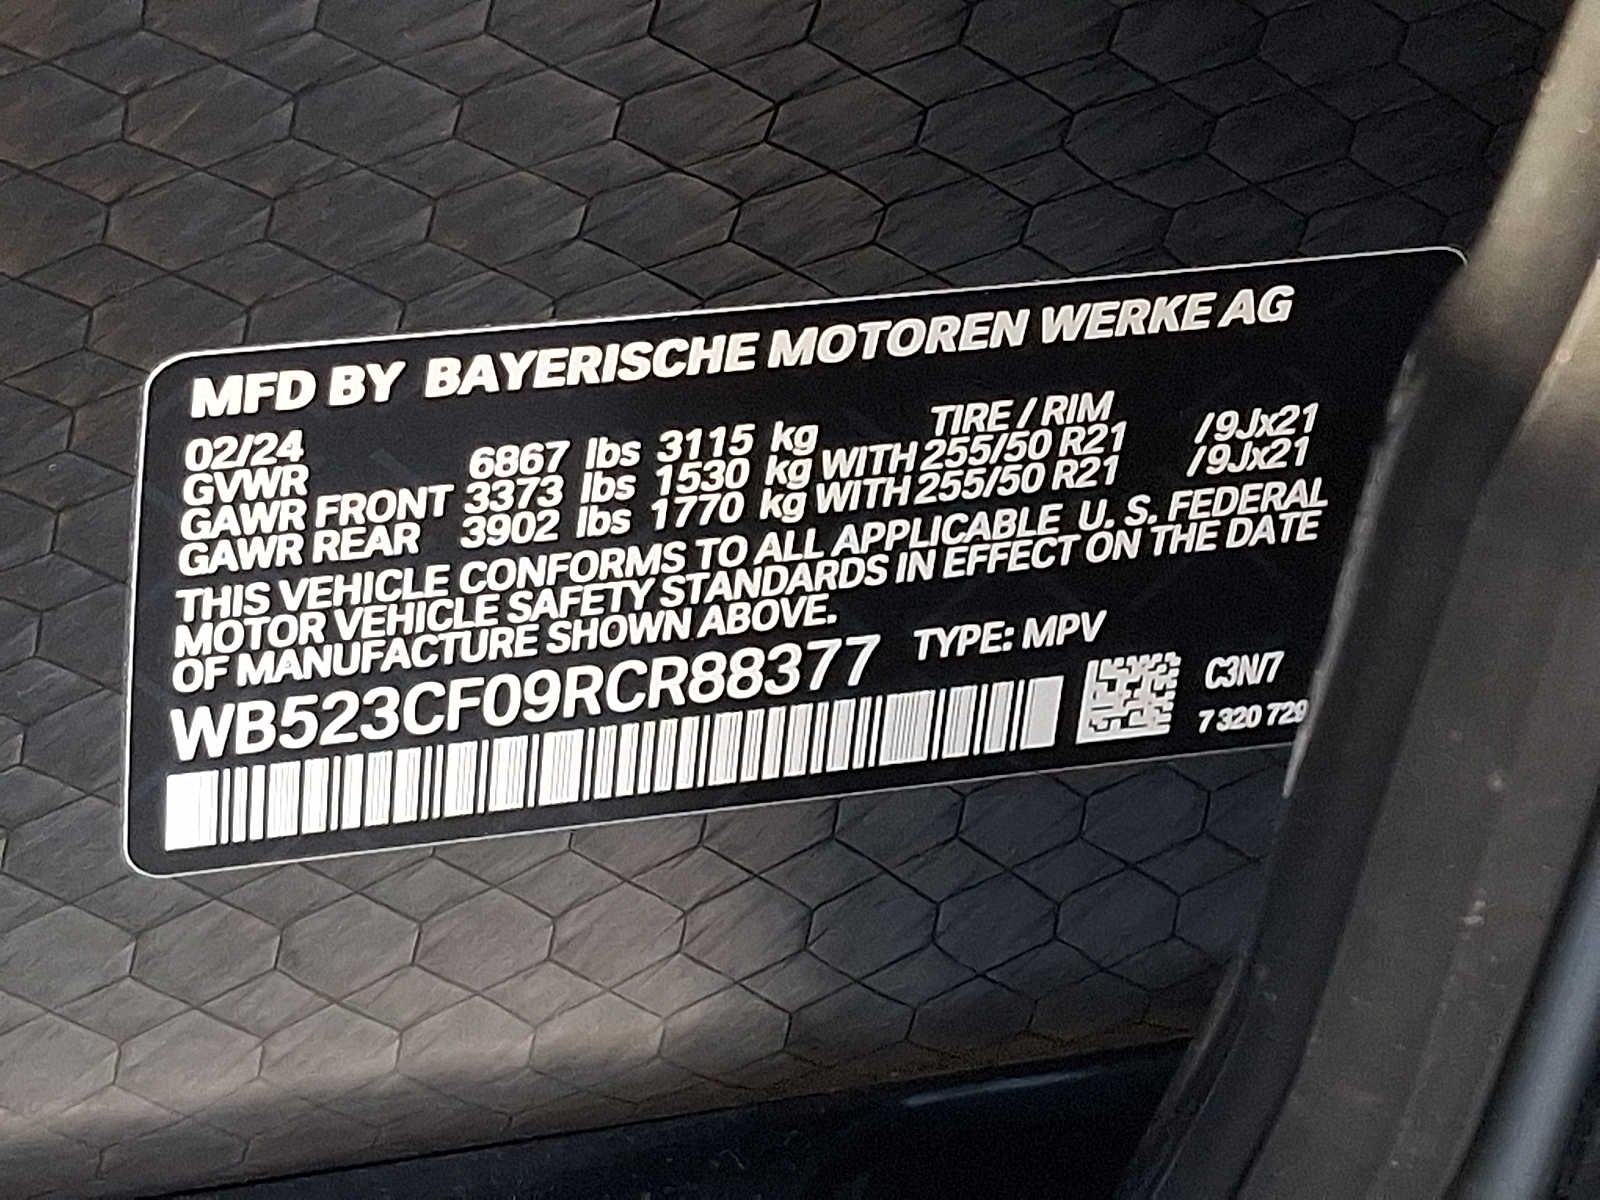 MFD BY BAYERISCHE MOTOREN WERKE AG
02/24 TIRE / RIM
GVWR 6867 lbs 3115 kg
GAWR FRONT 3373 lbs 1530 kg WITH 255/50 R21 /9Jx21
GAWR REAR 3902 lbs 1770 kg WITH 255/50 R21 /9Jx21
THIS VEHICLE CONFORMS TO ALL APPLICABLE U. S. FEDERAL
MOTOR VEHICLE SAFETY STANDARDS IN EFFECT ON THE DATE
OF MANUFACTURE SHOWN ABOVE.
WB523CF09RCR88377 TYPE: MPV
C3N/7
7 320 729